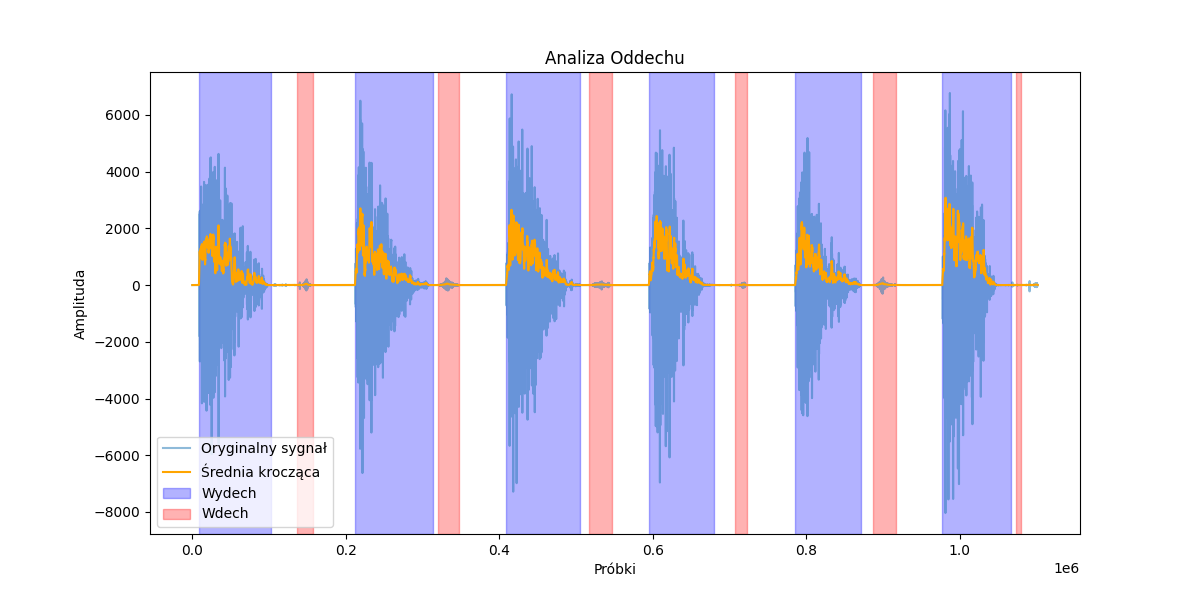 Analiza Oddechu
Amplituda
6000
4000
2000
0
−2000
−4000
−6000
−8000
Oryginalny sygnał
Średnia krocząca
Wydech
Wdech
0.0 0.2 0.4 0.6 0.8 1.0
1e6
Próbki